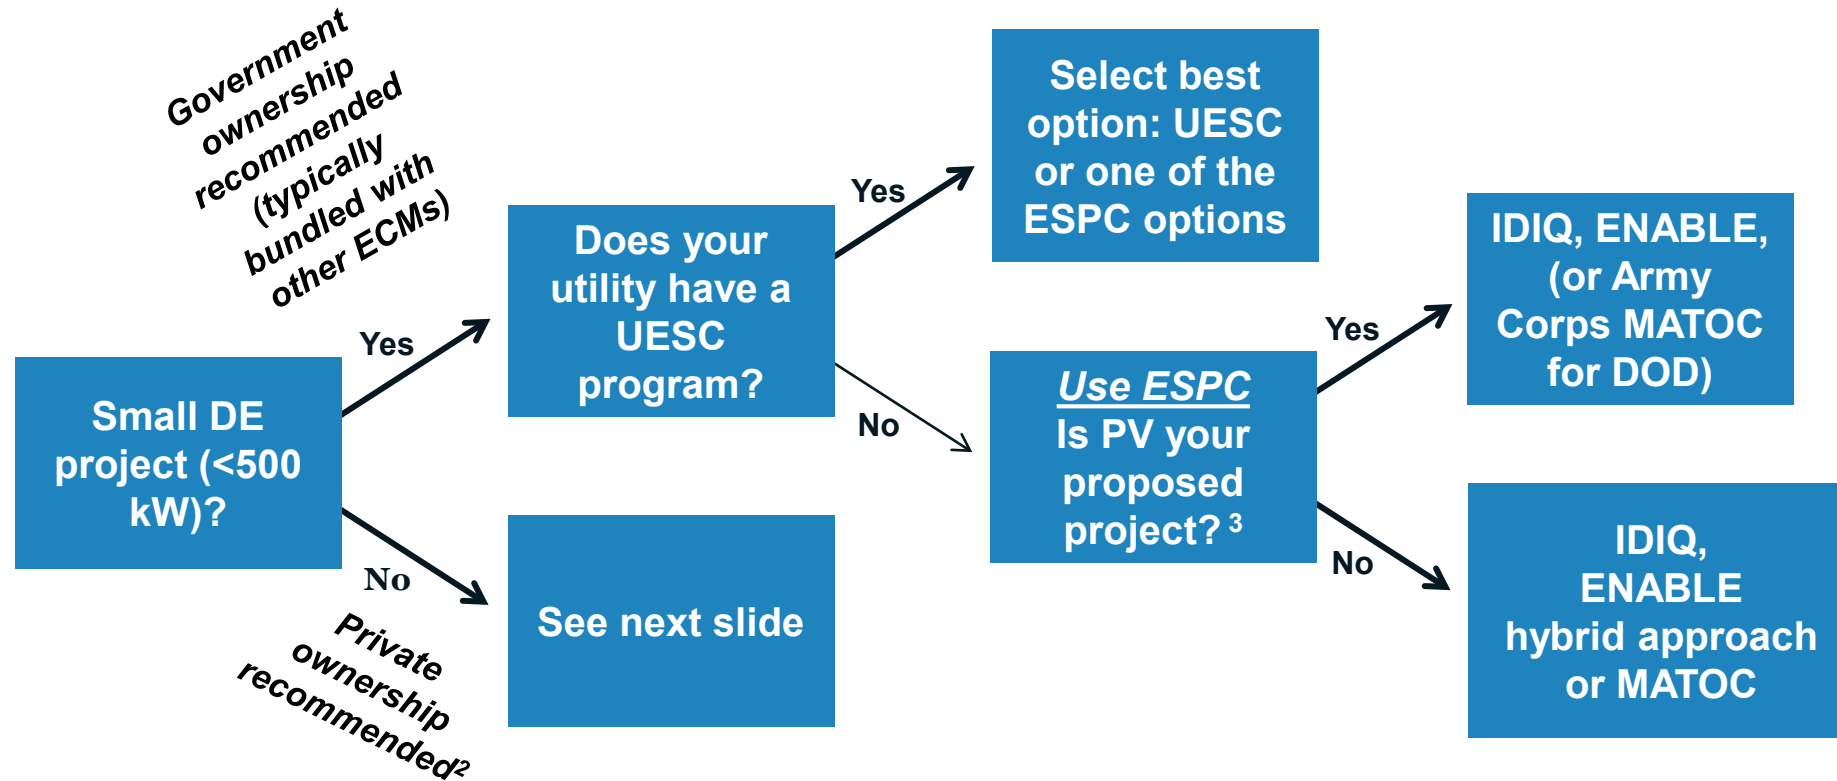 Government
ownership
recommended
(typically
bundled with
other ECMs)
Small DE
project (<500
kW)?
Yes
No
Private
ownership
recommended²
Does your
utility have a
UESC
program?
See next slide
Yes
No
Select best
option: UESC
or one of the
ESPC options
Use ESPC
Is PV your
proposed
project? ³
Yes
No
IDIQ, ENABLE,
(or Army
Corps MATOC
for DOD)
IDIQ,
ENABLE
hybrid approach
or MATOC